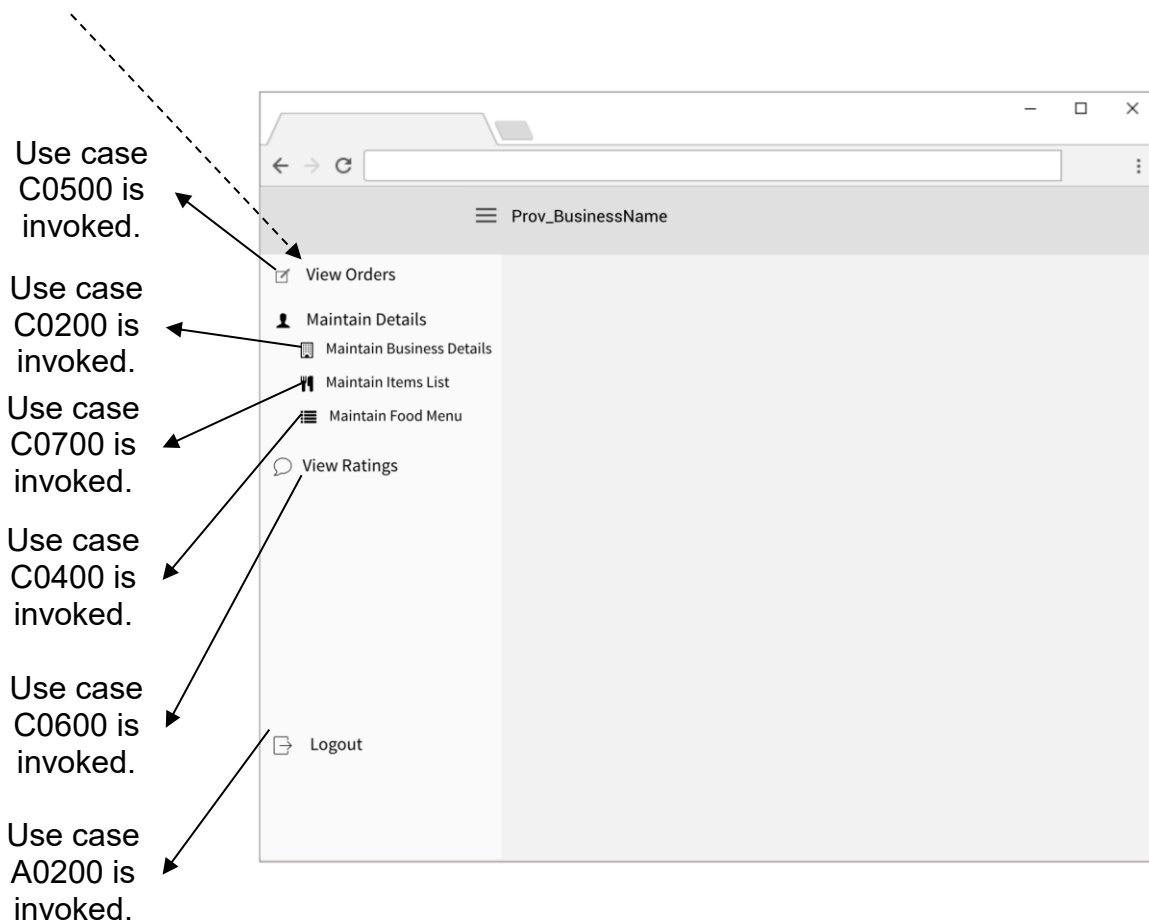 Use case
C0500 is
invoked.
Use case
C0200 is
invoked.
Use case
C0700 is
invoked.
Use case
C0400 is
invoked.
Use case
C0600 is
invoked.
Use case
A0200 is
invoked.
Prov_BusinessName
View Orders
Maintain Details
Maintain Business Details
Maintain Items List
Maintain Food Menu
View Ratings
Logout